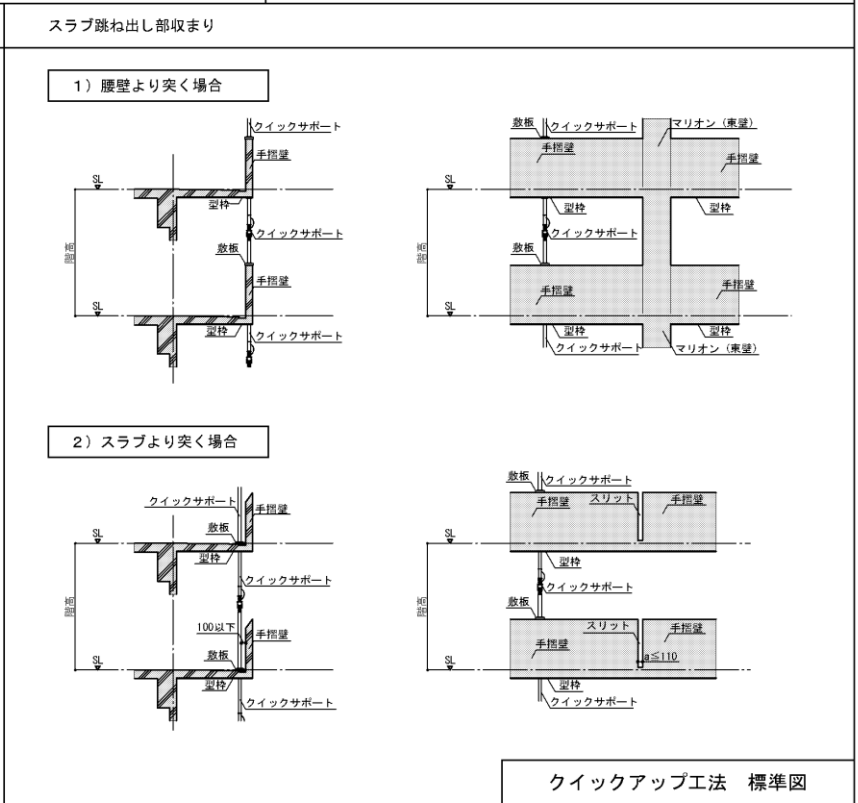 スラブ跳ね出し部収まり
1）腰壁より突く場合
クイックサポート
手摺壁
SL
型枠
クイックサポート
敷板
階高
手摺壁
SL
型枠
クイックサポート
敷板
クイックサポート
マリオン（束壁）
手摺壁
手摺壁
SL
型枠
型枠
クイックサポート
敷板
階高
手摺壁
手摺壁
SL
型枠
型枠
クイックサポート
マリオン（束壁）
2）スラブより突く場合
クイックサポート
手摺壁
敷板
SL
型枠
クイックサポート
階高
100以下
手摺壁
敷板
SL
型枠
クイックサポート
敷板
クイックサポート
手摺壁
スリット
手摺壁
SL
型枠
クイックサポート
階高
敷板
スリット
手摺壁
手摺壁
SL
a≦110
型枠
クイックサポート
クイックアップ工法　標準図